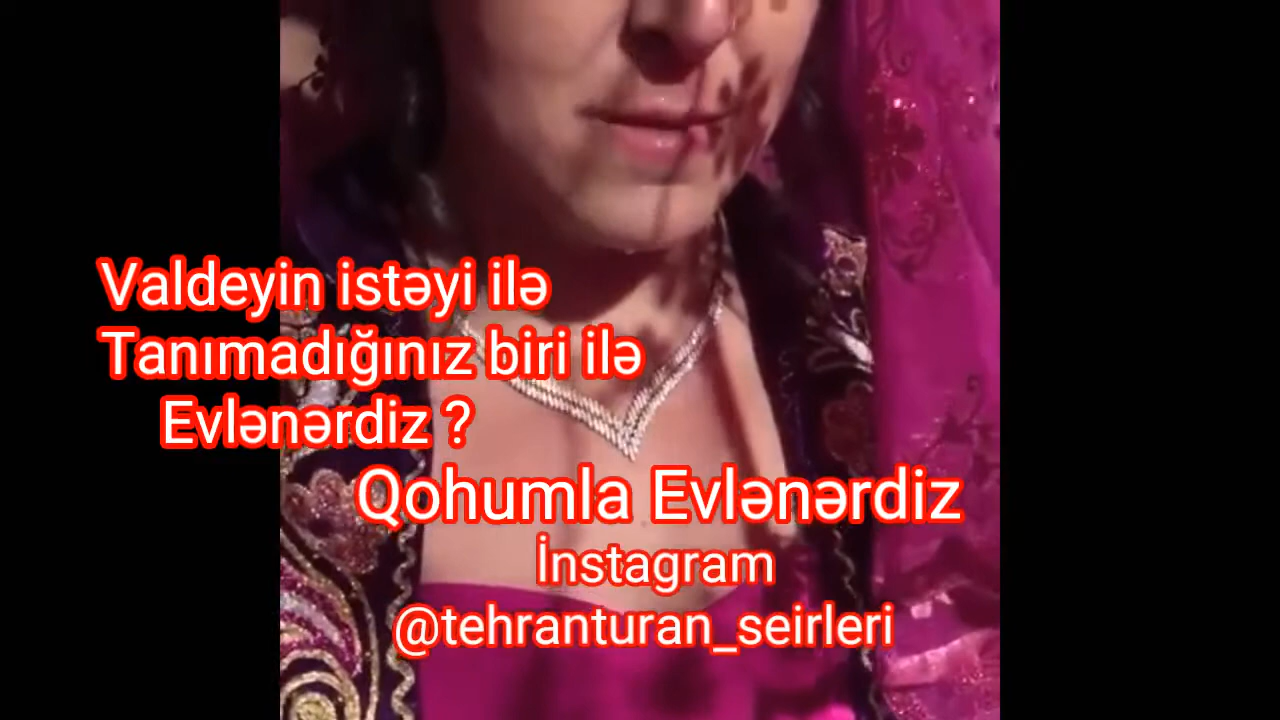 Valdeyin istəyi ilə
Tanımadığınız biri ilə
Evlənərdiz ?
Qohumla Evlənərdiz
İnstagram
@tehranturan_seirleri